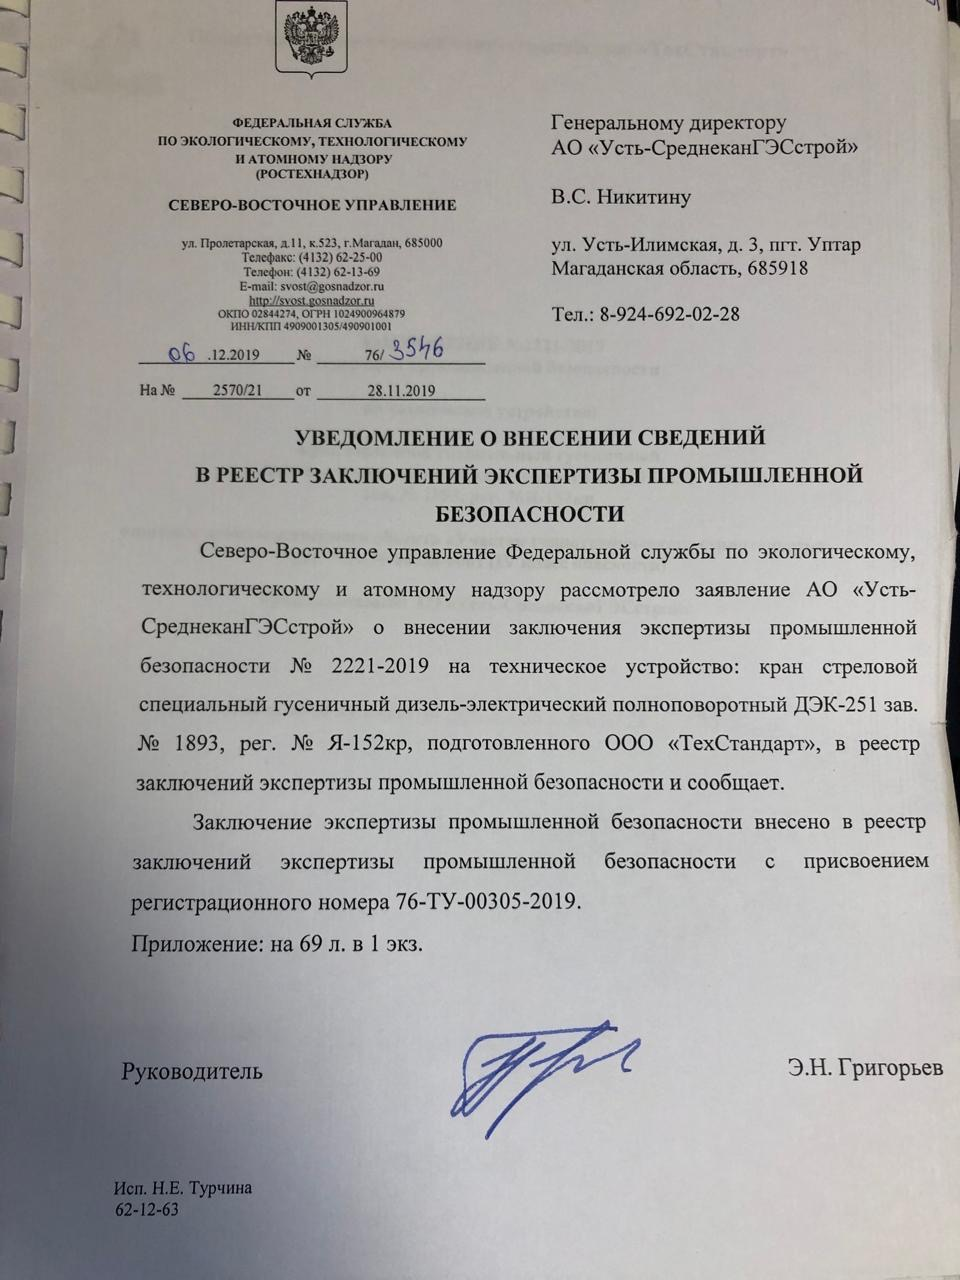 ФЕДЕРАЛЬНАЯ СЛУЖБА
ПО ЭКОЛОГИЧЕСКОМУ, ТЕХНОЛОГИЧЕСКОМУ
И АТОМНОМУ НАДЗОРУ
(РОСТЕХНАДЗОР)
СЕВЕРО-ВОСТОЧНОЕ УПРАВЛЕНИЕ
ул. Пролетарская, д.11, к.523, г.Магадан, 685000
Телефакс: (4132) 62-25-00
Телефон: (4132) 62-13-69
E-mail: svost@gosnadzor.ru
http://svost.gosnadzor.ru
ОКПО 02844274, ОГРН 1024900964879
ИНН/КПП 4909001305/490901001
06 .12.2019 № 76/ 3546
На № 2570/21 от 28.11.2019
Генеральному директору
АО «Усть-СреднеканГЭСстрой»
В.С. Никитину
ул. Усть-Илимская, д. 3, пгт. Уптар
Магаданская область, 685918
Тел.: 8-924-692-02-28
УВЕДОМЛЕНИЕ О ВНЕСЕНИИ СВЕДЕНИЙ
В РЕЕСТР ЗАКЛЮЧЕНИЙ ЭКСПЕРТИЗЫ ПРОМЫШЛЕННОЙ
БЕЗОПАСНОСТИ
Северо-Восточное управление Федеральной службы по экологическому,
технологическому и атомному надзору рассмотрело заявление АО «Усть-
СреднеканГЭСстрой» о внесении заключения экспертизы промышленной
безопасности № 2221-2019 на техническое устройство: кран стреловой
специальный гусеничный дизель-электрический полноповоротный ДЭК-251 зав.
№ 1893, рег. № Я-152кр, подготовленного ООО «ТехСтандарт», в реестр
заключений экспертизы промышленной безопасности и сообщает.
Заключение экспертизы промышленной безопасности внесено в реестр
заключений экспертизы промышленной безопасности с присвоением
регистрационного номера 76-ТУ-00305-2019.
Приложение: на 69 л. в 1 экз.
Руководитель Э.Н. Григорьев
Исп. Н.Е. Турчина
62-12-63